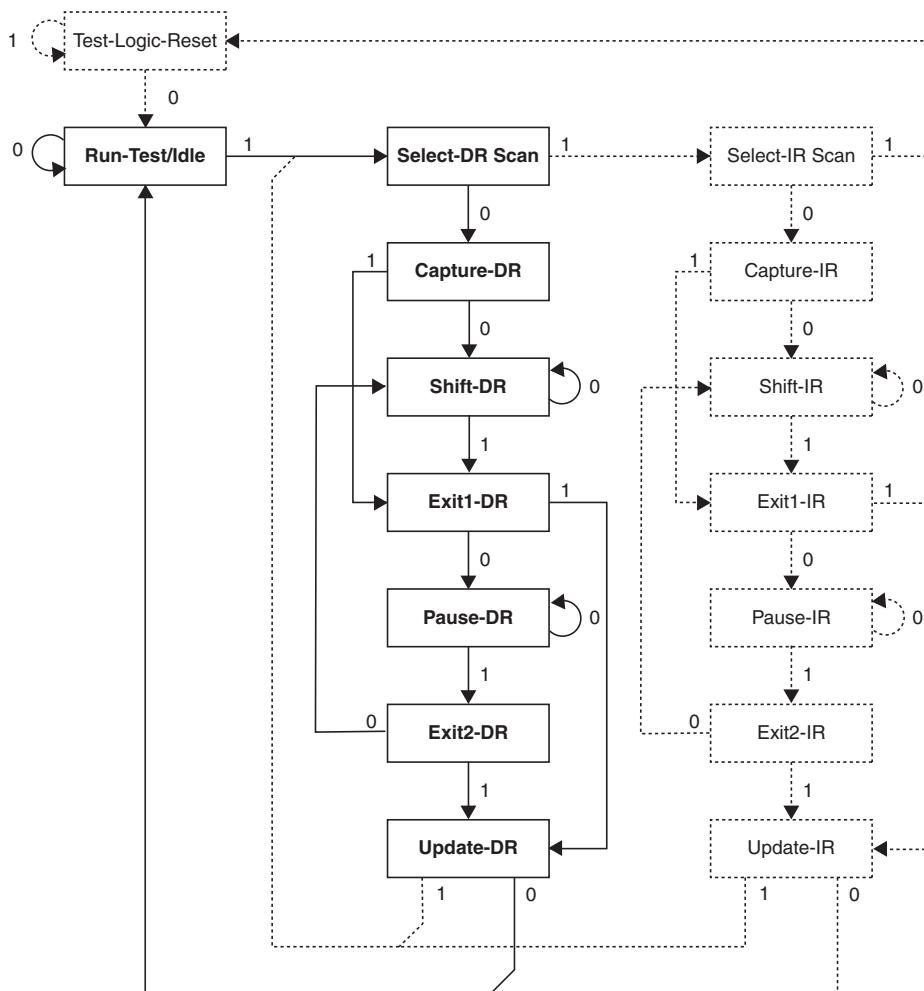 1 Test-Logic-Reset
0
0 Run-Test/Idle 1 Select-DR Scan 1 Select-IR Scan 1
0 0
1 Capture-DR 1 Capture-IR
0 0
Shift-DR 0 Shift-IR 0
1 1
Exit1-DR 1 Exit1-IR 1
0 0
Pause-DR 0 Pause-IR 0
1 1
0 Exit2-DR 0 Exit2-IR
1 1
Update-DR Update-IR
1 0 1 0